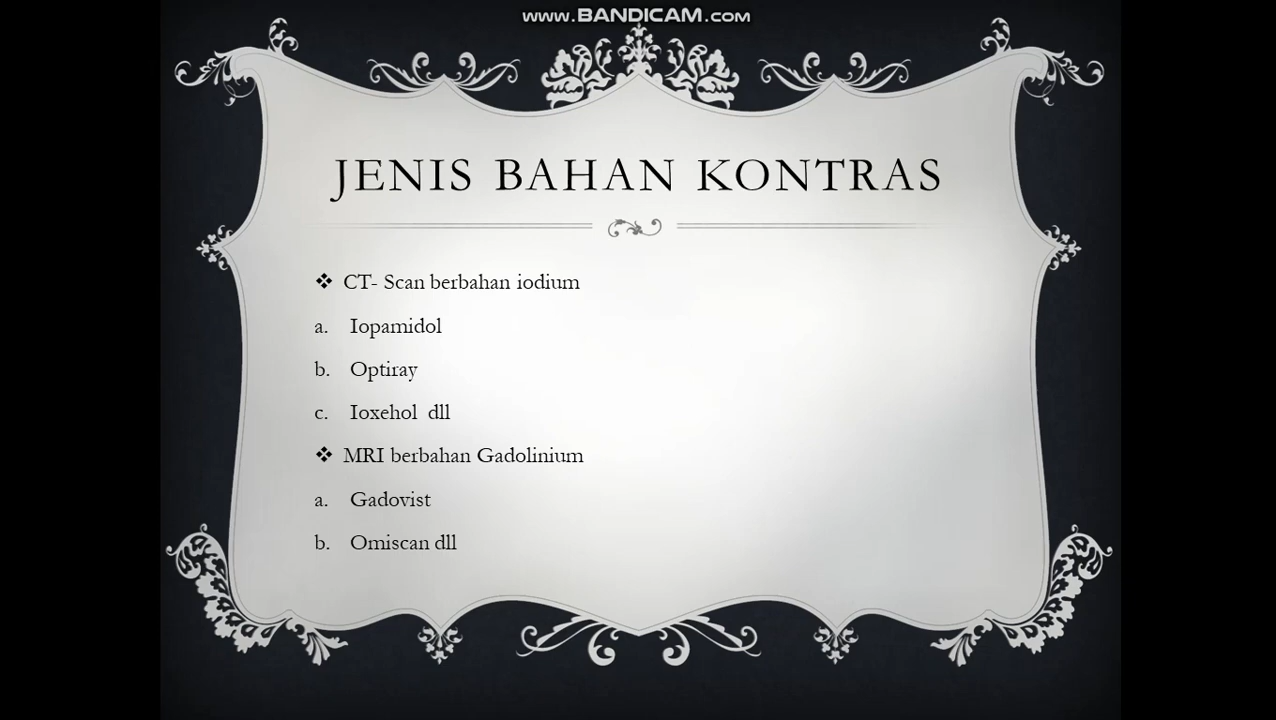 www.BANDICAM.com
JENIS BAHAN KONTRAS
❖ CT- Scan berbahan iodium
a. Iopamidol
b. Optiray
c. Ioxehol dll
❖ MRI berbahan Gadolinium
a. Gadovist
b. Omiscan dll